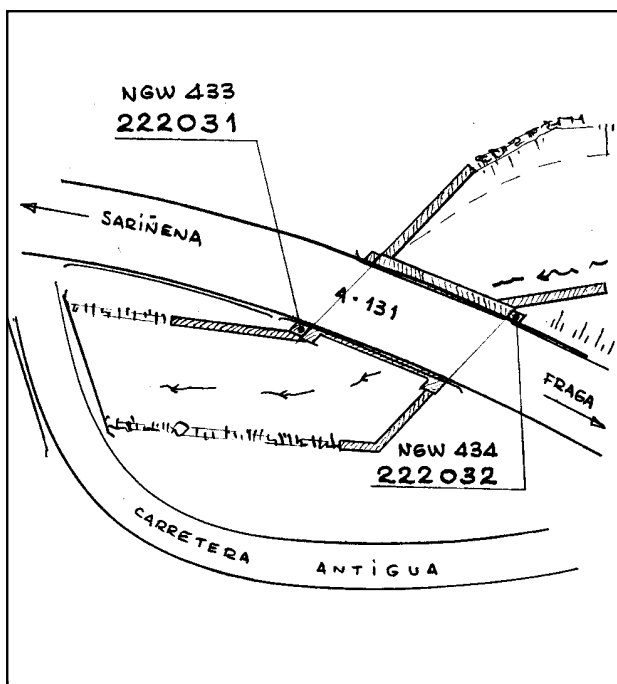 NGW 433
222031
SARIÑENA
A-131
FRAGA
NGW 434
222032
CARRETERA ANTIGUA